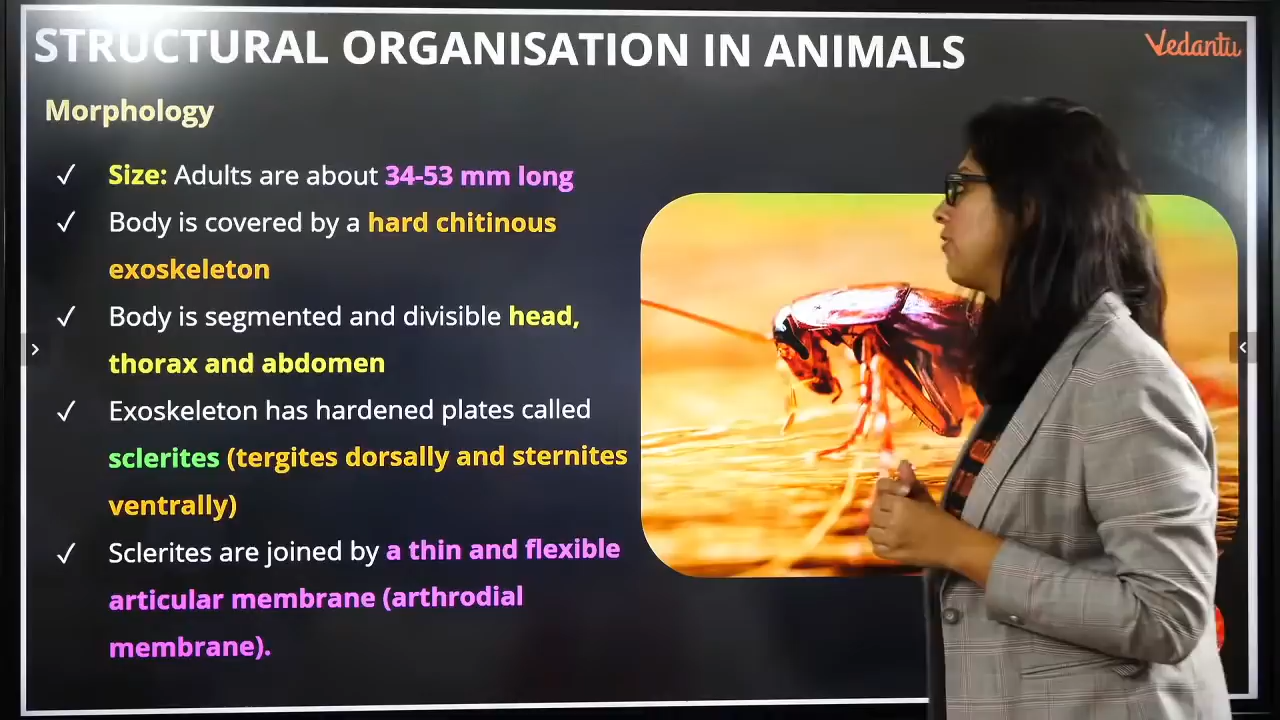 STRUCTURAL ORGANISATION IN ANIMALS
Vedantu
Morphology
✓ Size: Adults are about 34-53 mm long
✓ Body is covered by a hard chitinous
exoskeleton
✓ Body is segmented and divisible head,
thorax and abdomen
✓ Exoskeleton has hardened plates called
sclerites (tergites dorsally and sternites
ventrally)
✓ Sclerites are joined by a thin and flexible
articular membrane (arthrodial
membrane).